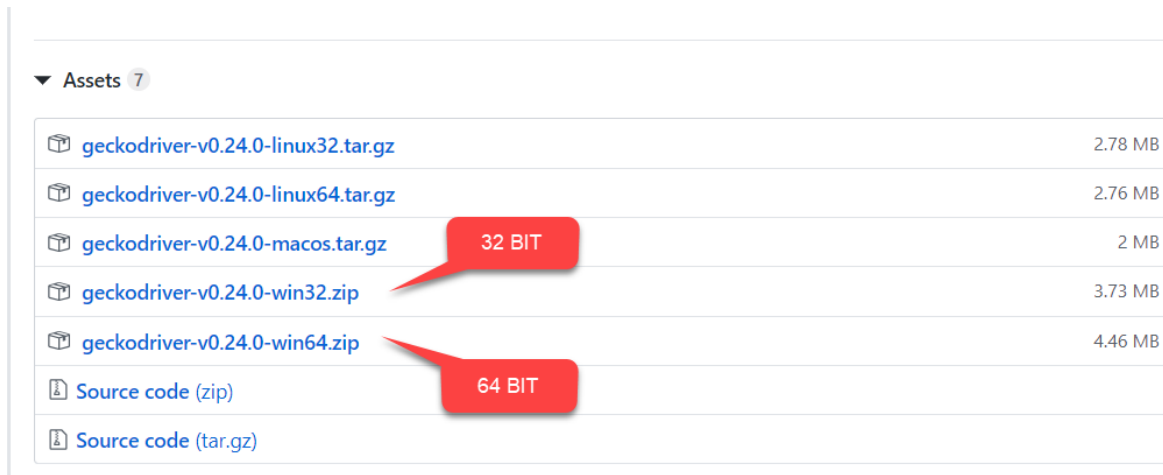 Assets 7
geckodriver-v0.24.0-linux32.tar.gz 2.78 MB
geckodriver-v0.24.0-linux64.tar.gz 2.76 MB
geckodriver-v0.24.0-macos.tar.gz 32 BIT 2 MB
geckodriver-v0.24.0-win32.zip 3.73 MB
geckodriver-v0.24.0-win64.zip 4.46 MB
Source code (zip) 64 BIT
Source code (tar.gz)